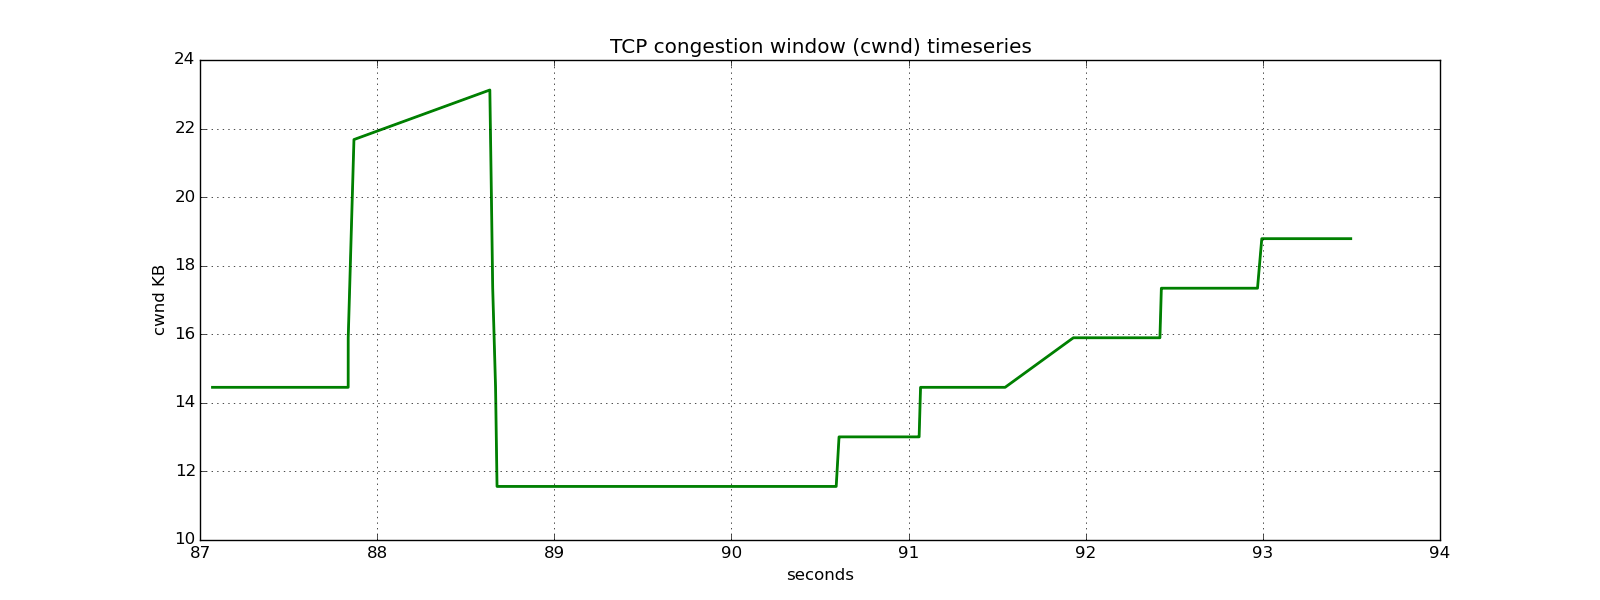 TCP congestion window (cwnd) timeseries
24
22
20
18
16
14
12
10
cwnd KB
87 88 89 90 91 92 93 94
seconds